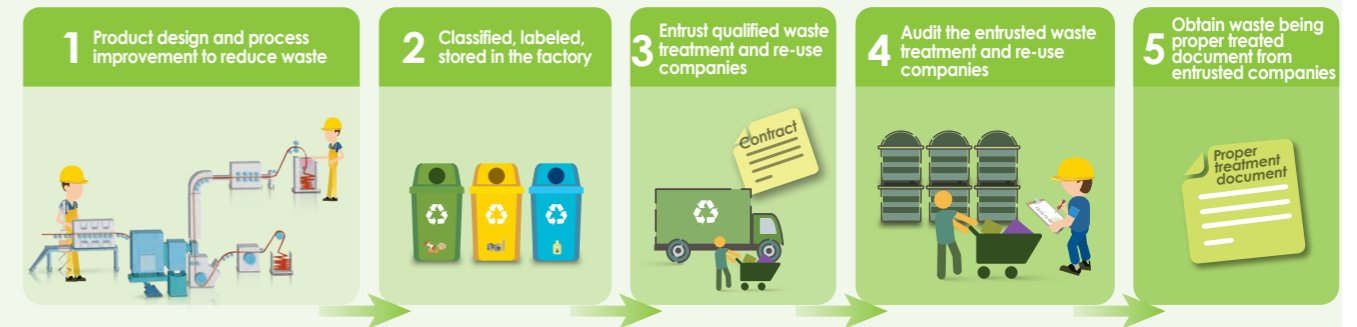 1 Product design and process
improvement to reduce waste
2 Classified, labeled,
stored in the factory
3 Entrust qualified waste
treatment and re-use
companies
Contract
4 Audit the entrusted waste
treatment and re-use
companies
5 Obtain waste being
proper treated
document from
entrusted companies
Proper
treatment
document